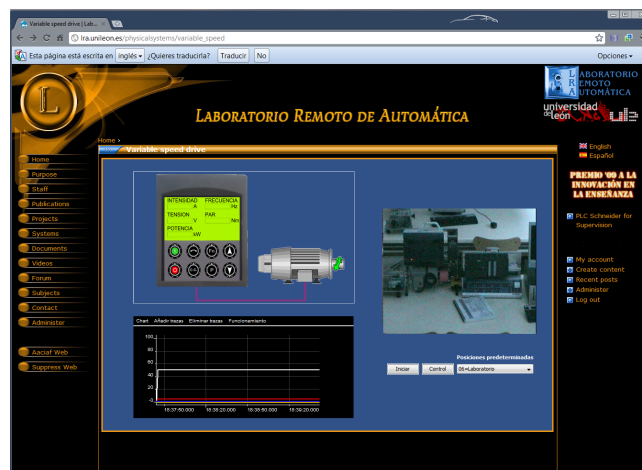 Variable speed drive | Lab...
lra.unileon.es/physicalsystems/variable_speed
Esta página está escrita en inglés ¿Quieres traducirla? Traducir No Opciones
L
LABORATORIO
REMOTO
AUTOMÁTICA
LABORATORIO REMOTO DE AUTOMÁTICA
universidad
de león
Home ›
Variable speed drive
English
Español
Home
Purpose
Staff
Publications
Projects
Systems
Documents
Videos
Forum
Subjects
Contact
Administer
Aaciaf Web
Suppress Web
INTENSIDAD FRECUENCIA
A Hz
TENSION PAR
V Nm
POTENCIA
kW
Chart Añadir trazas Eliminar trazas Funcionamiento
100
80
60
40
20
-0
18:37:60.000 18:38:20.000 18:38:50.000 18:39:20.000
Posiciones predeterminadas
Iniciar Control 06=Laboratorio
PREMIO '09 A LA
INNOVACIÓN EN
LA ENSEÑANZA
PLC Schneider for
Supervision
My account
Create content
Recent posts
Administer
Log out